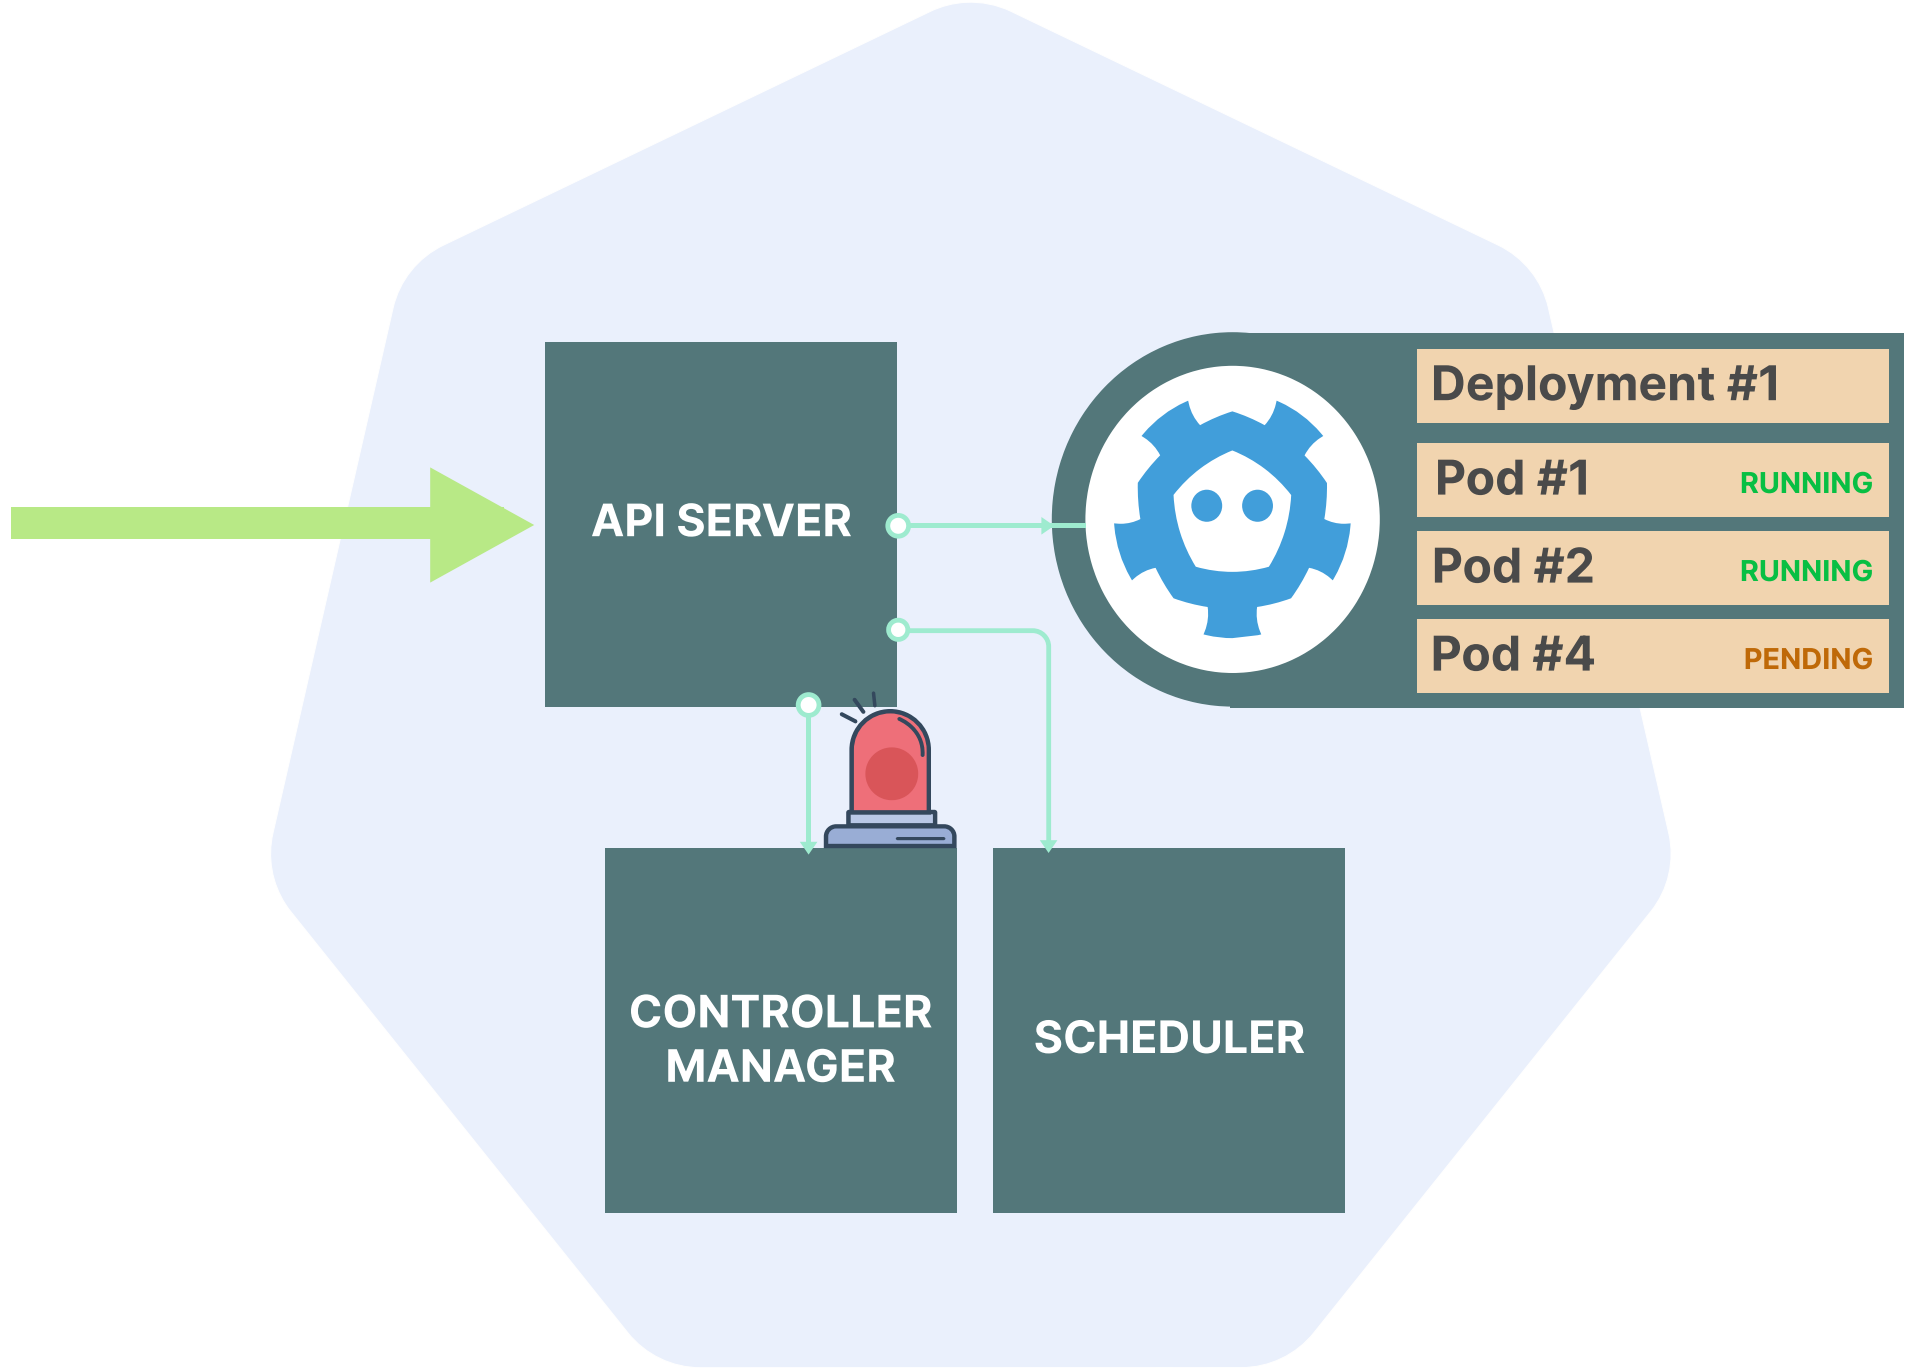 API SERVER
Deployment #1
Pod #1 RUNNING
Pod #2 RUNNING
Pod #4 PENDING
CONTROLLER
MANAGER
SCHEDULER